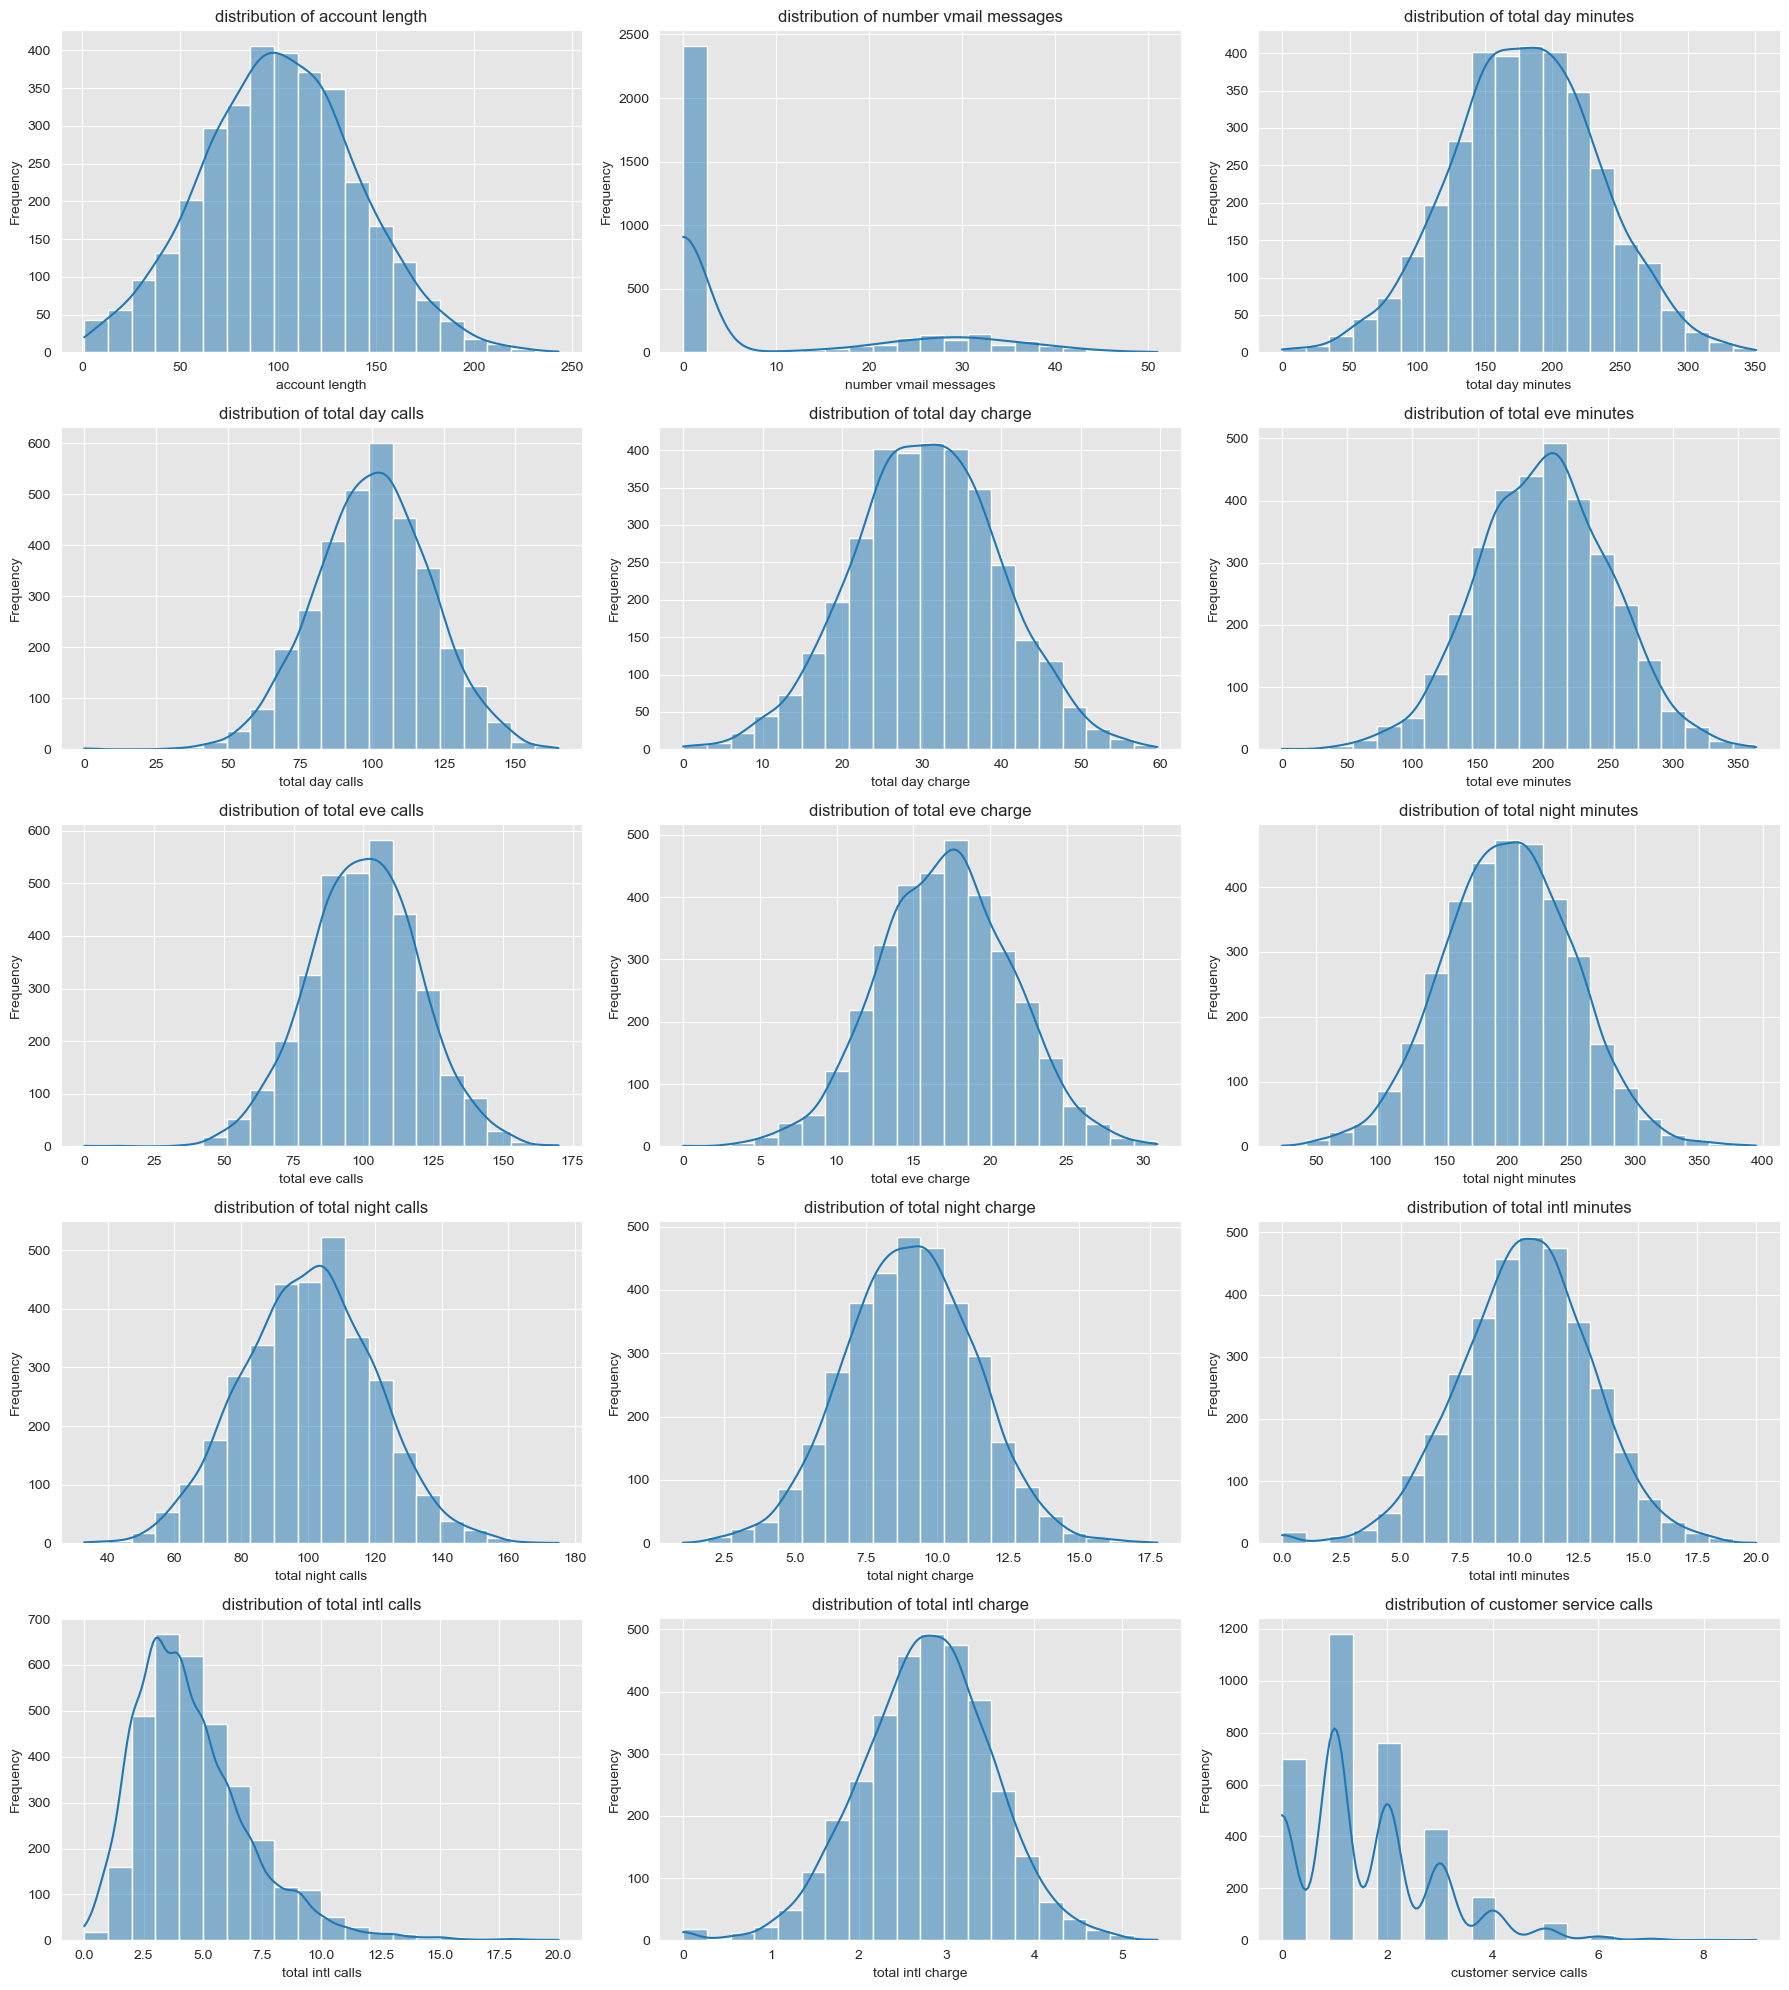 distribution of account length
400
350
300
250
200
150
100
50
0
Frequency
0 50 100 150 200 250
account length
distribution of number vmail messages
2500
2000
1500
1000
500
0
Frequency
0 10 20 30 40 50
number vmail messages
distribution of total day minutes
400
350
300
250
200
150
100
50
0
Frequency
0 50 100 150 200 250 300 350
total day minutes
distribution of total day calls
600
500
400
300
200
100
0
Frequency
0 25 50 75 100 125 150
total day calls
distribution of total day charge
400
350
300
250
200
150
100
50
0
Frequency
0 10 20 30 40 50 60
total day charge
distribution of total eve minutes
500
400
300
200
100
0
Frequency
0 50 100 150 200 250 300 350
total eve minutes
distribution of total eve calls
600
500
400
300
200
100
0
Frequency
0 25 50 75 100 125 150 175
total eve calls
distribution of total eve charge
500
400
300
200
100
0
Frequency
0 5 10 15 20 25 30
total eve charge
distribution of total night minutes
400
300
200
100
0
Frequency
50 100 150 200 250 300 350 400
total night minutes
distribution of total night calls
500
400
300
200
100
0
Frequency
40 60 80 100 120 140 160 180
total night calls
distribution of total night charge
500
400
300
200
100
0
Frequency
2.5 5.0 7.5 10.0 12.5 15.0 17.5
total night charge
distribution of total intl minutes
500
400
300
200
100
0
Frequency
0.0 2.5 5.0 7.5 10.0 12.5 15.0 17.5 20.0
total intl minutes
distribution of total intl calls
700
600
500
400
300
200
100
0
Frequency
0.0 2.5 5.0 7.5 10.0 12.5 15.0 17.5 20.0
total intl calls
distribution of total intl charge
500
400
300
200
100
0
Frequency
0 1 2 3 4 5
total intl charge
distribution of customer service calls
1200
1000
800
600
400
200
0
Frequency
0 2 4 6 8
customer service calls